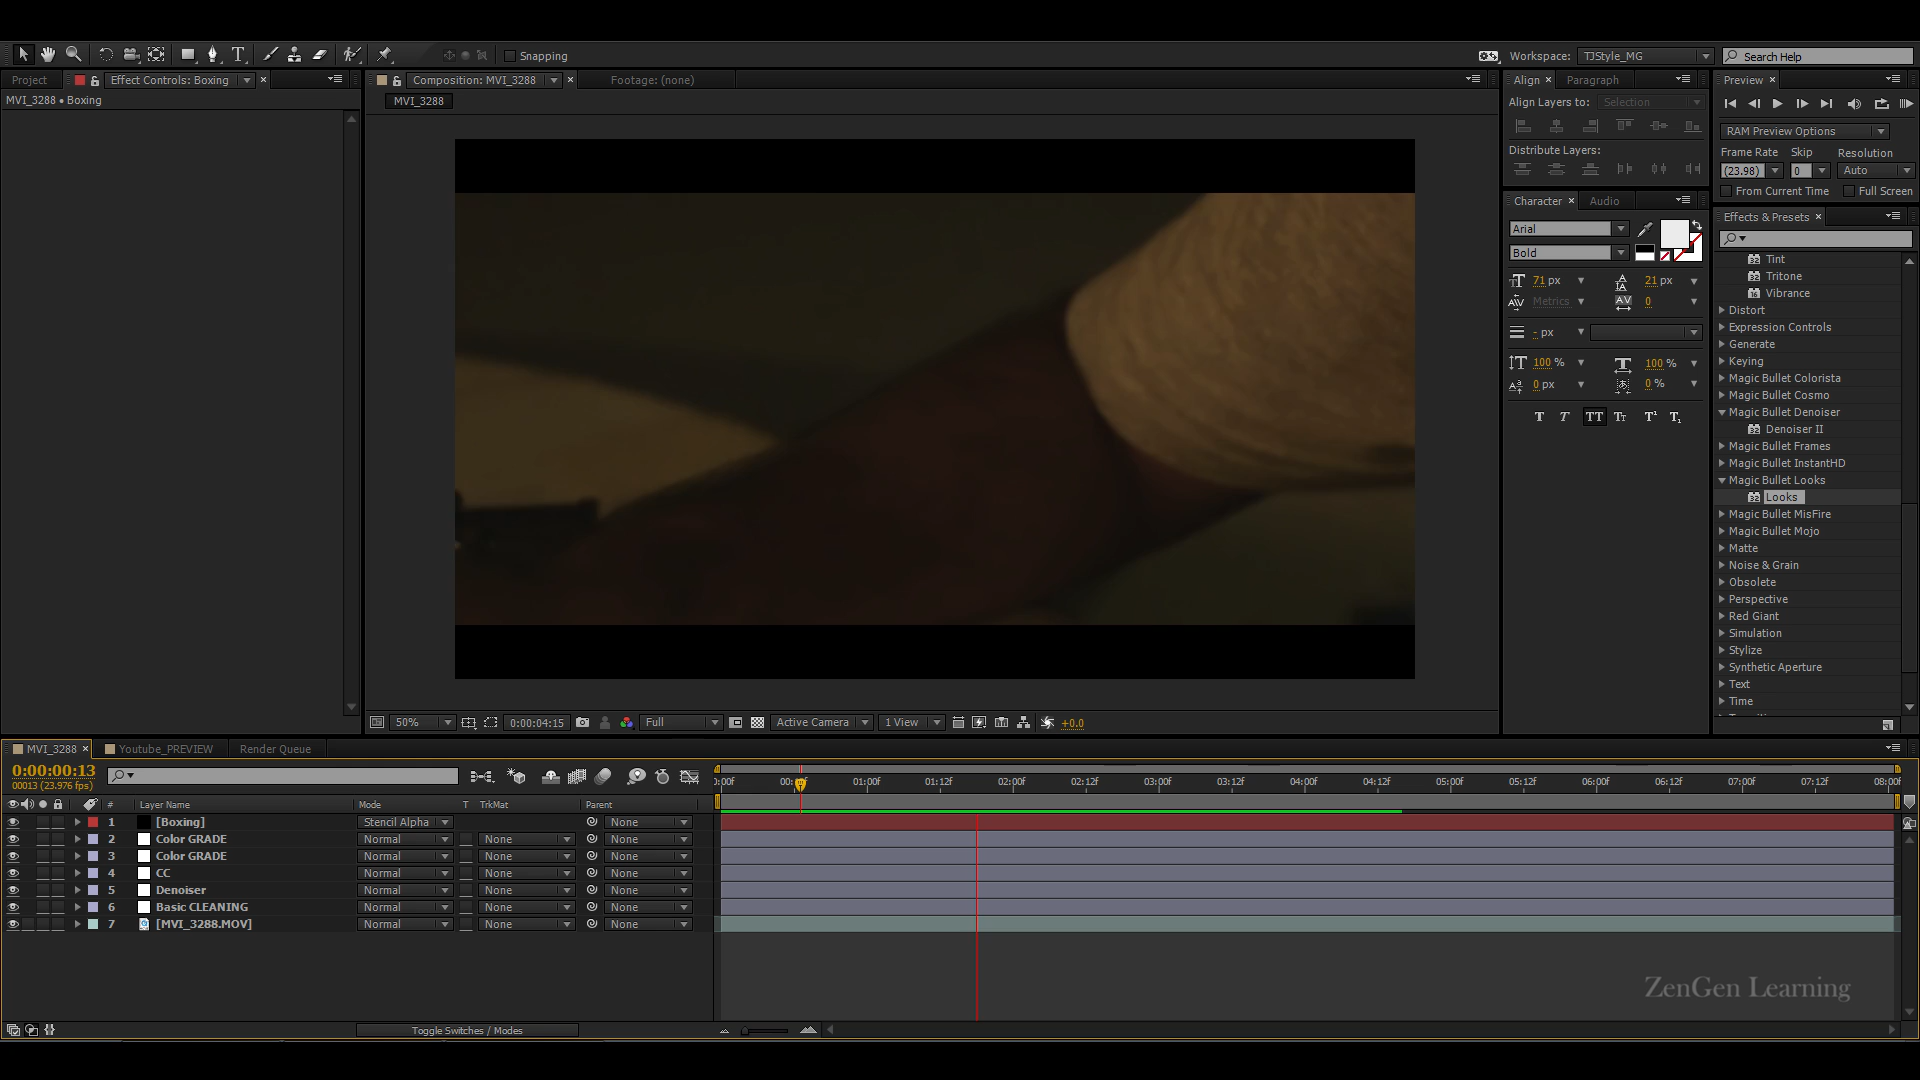 Snapping
Workspace: TJStyle_MG Search Help
Project Effect Controls: Boxing Composition: MVI_3288 Footage: (none) Align Paragraph Preview
MVI_3288 • Boxing
MVI_3288
Align Layers to: Selection
Distribute Layers:
RAM Preview Options
Frame Rate Skip Resolution
(23.98) 0 Auto
From Current Time Full Screen
Character Audio
Arial
Bold
71 px 21 px
Metrics 0
- px
100 % 100 %
0 px 0 %
T T TT Tt T¹ T₁
Effects & Presets
Tint
Tritone
Vibrance
Distort
Expression Controls
Generate
Keying
Magic Bullet Colorista
Magic Bullet Cosmo
Magic Bullet Denoiser
Denoiser II
Magic Bullet Frames
Magic Bullet InstantHD
Magic Bullet Looks
Looks
Magic Bullet MisFire
Magic Bullet Mojo
Matte
Noise & Grain
Obsolete
Perspective
Red Giant
Simulation
Stylize
Synthetic Aperture
Text
Time
50% 0:00:04:15 Full Active Camera 1 View +0.0
MVI_3288 Youtube_PREVIEW Render Queue
0:00:00:13
00013 (23.976 fps)
0:00f 01:00f 01:12f 02:00f 02:12f 03:00f 03:12f 04:00f 04:12f 05:00f 05:12f 06:00f 06:12f 07:00f 07:12f 08:00f
# Layer Name Mode T TrkMat Parent
1 [Boxing] Stencil Alpha None
2 Color GRADE Normal None None
3 Color GRADE Normal None None
4 CC Normal None None
5 Denoiser Normal None None
6 Basic CLEANING Normal None None
7 [MVI_3288.MOV] Normal None None
ZenGen Learning
Toggle Switches / Modes